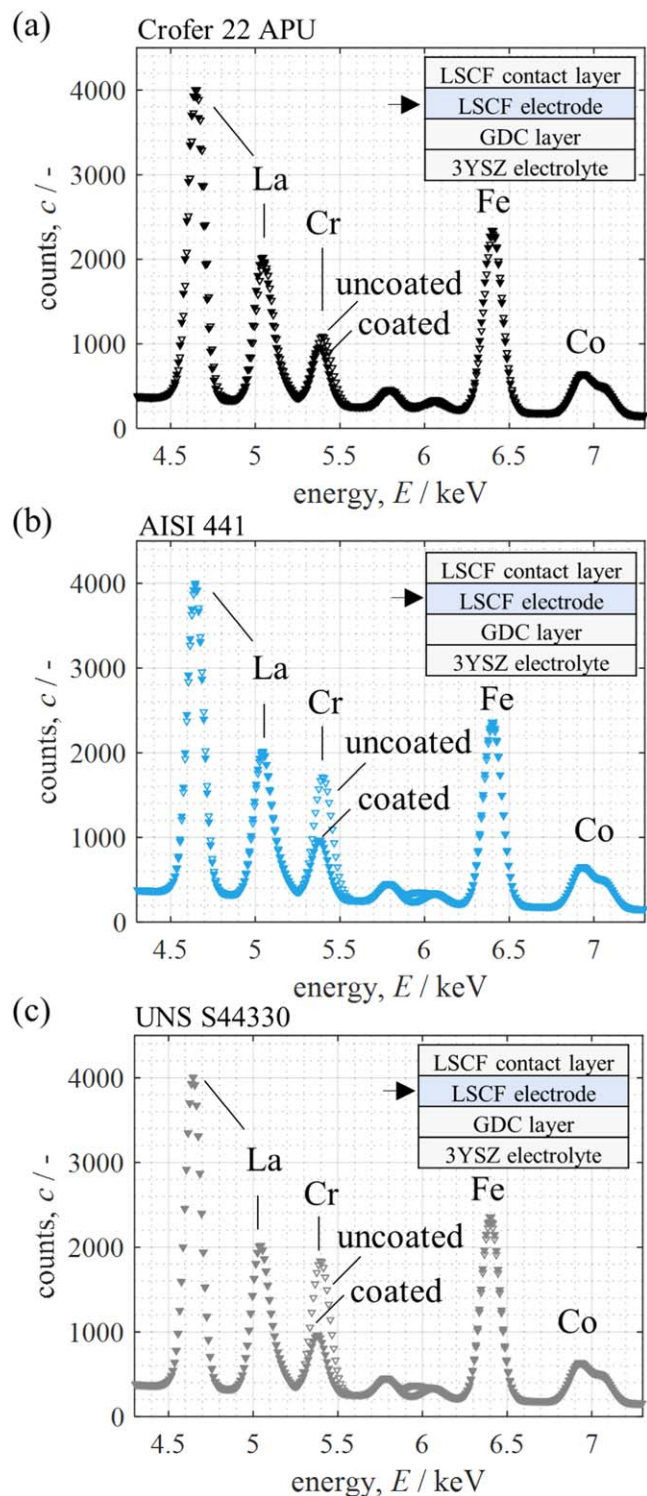 (a)
Crofer 22 APU
4000
3000
2000
1000
0
counts, c / -
La
Cr
uncoated
coated
Fe
Co
LSCF contact layer
LSCF electrode
GDC layer
3YSZ electrolyte
4.5 5 5.5 6 6.5 7
energy, E / keV
(b)
AISI 441
4000
3000
2000
1000
0
counts, c / -
La
Cr
uncoated
coated
Fe
Co
LSCF contact layer
LSCF electrode
GDC layer
3YSZ electrolyte
4.5 5 5.5 6 6.5 7
energy, E / keV
(c)
UNS S44330
4000
3000
2000
1000
0
counts, c / -
La
Cr
uncoated
coated
Fe
Co
LSCF contact layer
LSCF electrode
GDC layer
3YSZ electrolyte
4.5 5 5.5 6 6.5 7
energy, E / keV